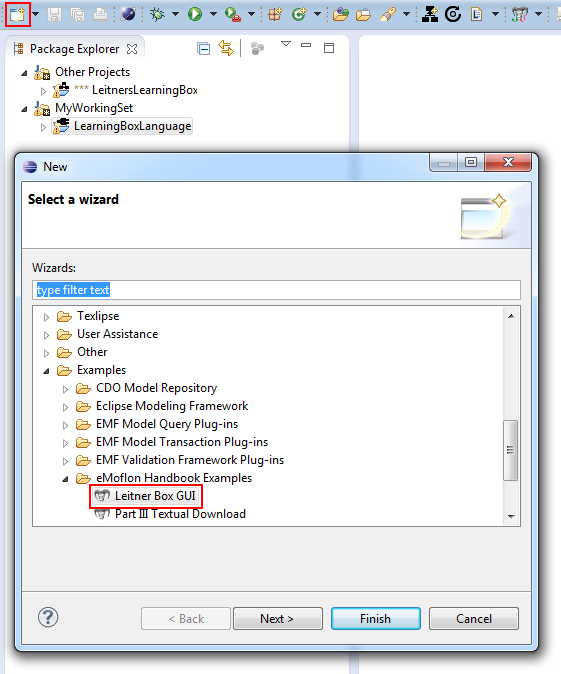 Package Explorer
Other Projects
*** LeitnersLearningBox
MyWorkingSet
LearningBoxLanguage
New
Select a wizard
Wizards:
type filter text
Texlipse
User Assistance
Other
Examples
CDO Model Repository
Eclipse Modeling Framework
EMF Model Query Plug-ins
EMF Model Transaction Plug-ins
EMF Validation Framework Plug-ins
eMoflon Handbook Examples
Leitner Box GUI
Part III Textual Download
? < Back Next > Finish Cancel